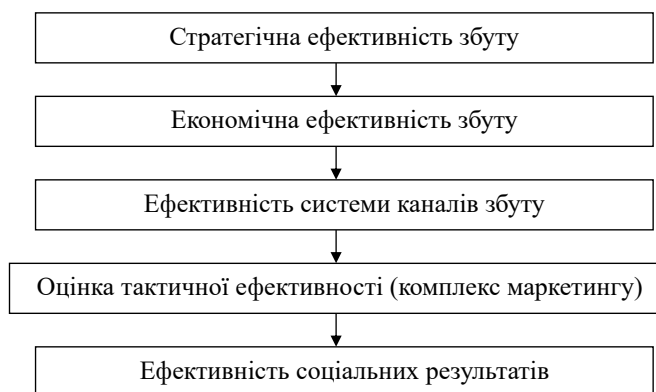 Стратегічна ефективність збуту
Економічна ефективність збуту
Ефективність системи каналів збуту
Оцінка тактичної ефективності (комплекс маркетингу)
Ефективність соціальних результатів